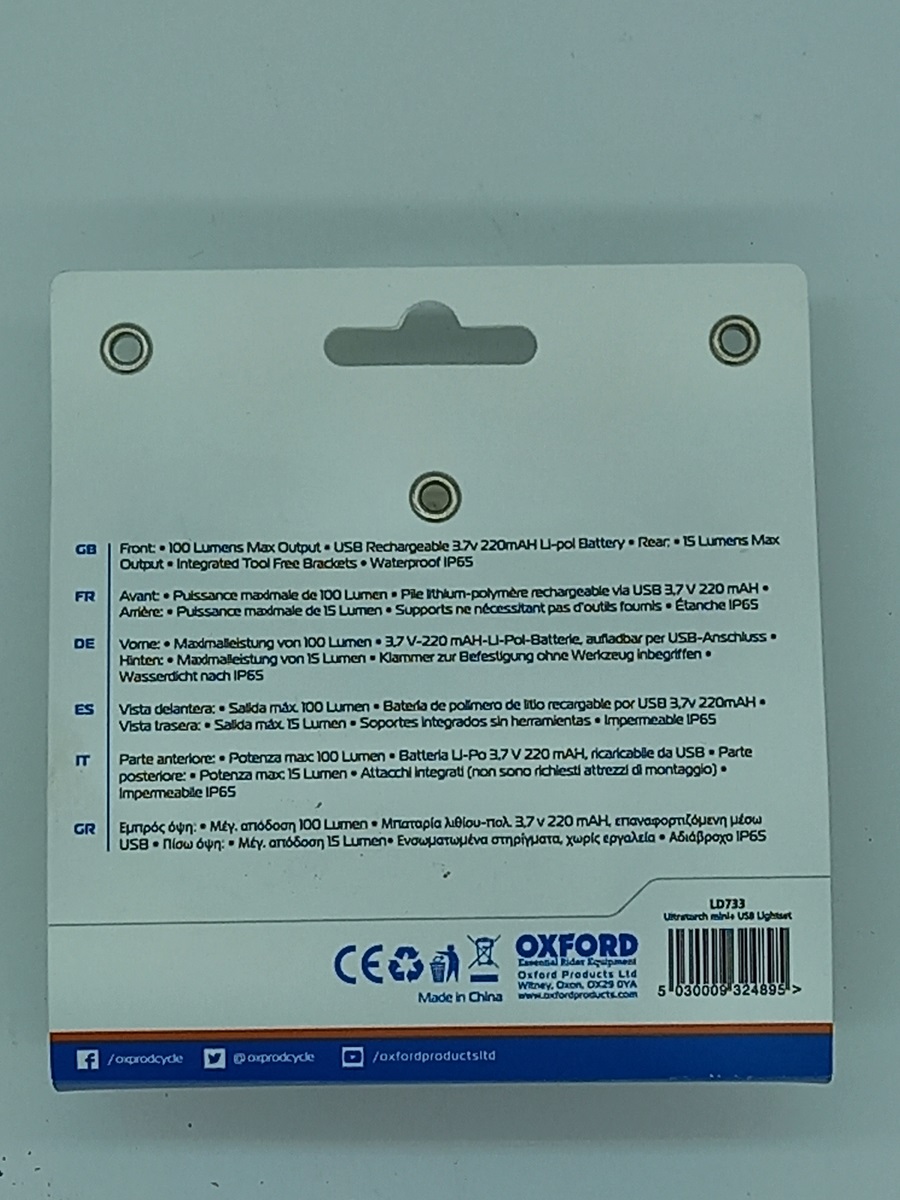 GB Front: • 100 Lumens Max Output • USB Rechargeable 3.7v 220mAH Li-pol Battery • Rear: • 15 Lumens Max
Output • Integrated Tool Free Brackets • Waterproof IP65
FR Avant: • Puissance maximale de 100 Lumen • Pile lithium-polymère rechargeable via USB 3,7 V 220 mAH •
Arrière: • Puissance maximale de 15 Lumen • Supports ne nécessitant pas d'outils fournis • Étanche IP65
DE Vorne: • Maximalleistung von 100 Lumen • 3,7 V-220 mAH-Li-Pol-Batterie, aufladbar per USB-Anschluss •
Hinten: • Maximalleistung von 15 Lumen • Klammer zur Befestigung ohne Werkzeug inbegriffen •
Wasserdicht nach IP65
ES Vista delantera: • Salida máx. 100 Lumen • Batería de polímero de litio recargable por USB 3,7v 220mAH •
Vista trasera: • Salida máx. 15 Lumen • Soportes integrados sin herramientas • Impermeable IP65
IT Parte anteriore: • Potenza max: 100 Lumen • Batteria Li-Po 3,7 V 220 mAH, ricaricabile da USB • Parte
posteriore: • Potenza max: 15 Lumen • Attacchi integrati (non sono richiesti attrezzi di montaggio) •
Impermeabile IP65
GR Εμπρός όψη: • Μέγ. απόδοση 100 Lumen • Μπαταρία λιθίου-πολ. 3,7 v 220 mAH, επαναφορτιζόμενη μέσω
USB • Πίσω όψη: • Μέγ. απόδοση 15 Lumen• Ενσωματωμένα στηρίγματα, χωρίς εργαλεία • Αδιάβροχο IP65
LD733
Ultratorch mini+ USB Lightset
CE
Made in China
OXFORD
Essential Rider Equipment
Oxford Products Ltd
Witney, Oxon, OX29 0YA
www.oxfordproducts.com
5 030009 324895 >
/oxprodcycle @oxprodcycle /oxfordproductsltd